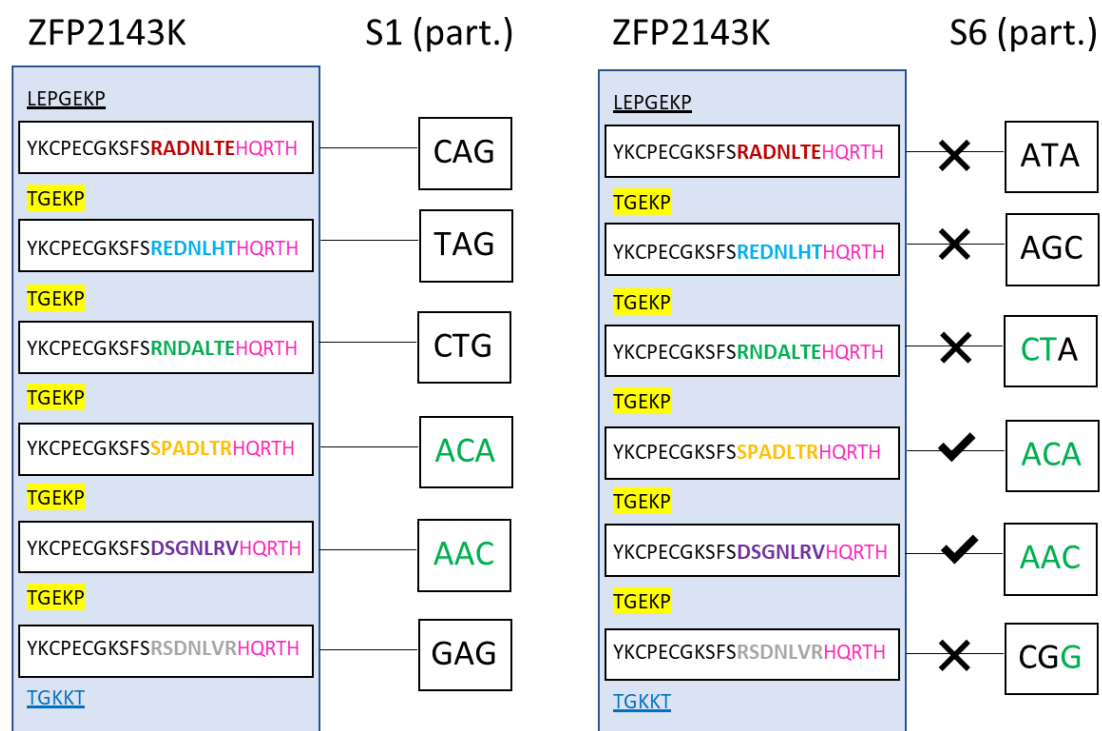 ZFP2143K S1 (part.)
LEPGEKP
YKCPECGKSFSRADNLTEHQRTH CAG
TGEKP
YKCPECGKSFSREDNLHTHQRTH TAG
TGEKP
YKCPECGKSFSRNDALTEHQRTH CTG
TGEKP
YKCPECGKSFSSPADLTRHQRTH ACA
TGEKP
YKCPECGKSFSDSGNLRVHQRTH AAC
TGEKP
YKCPECGKSFSRSDNLVRHQRTH GAG
TGKKT
ZFP2143K S6 (part.)
LEPGEKP
YKCPECGKSFSRADNLTEHQRTH ATA
TGEKP
YKCPECGKSFSREDNLHTHQRTH AGC
TGEKP
YKCPECGKSFSRNDALTEHQRTH CTA
TGEKP
YKCPECGKSFSSPADLTRHQRTH ACA
TGEKP
YKCPECGKSFSDSGNLRVHQRTH AAC
TGEKP
YKCPECGKSFSRSDNLVRHQRTH CGG
TGKKT